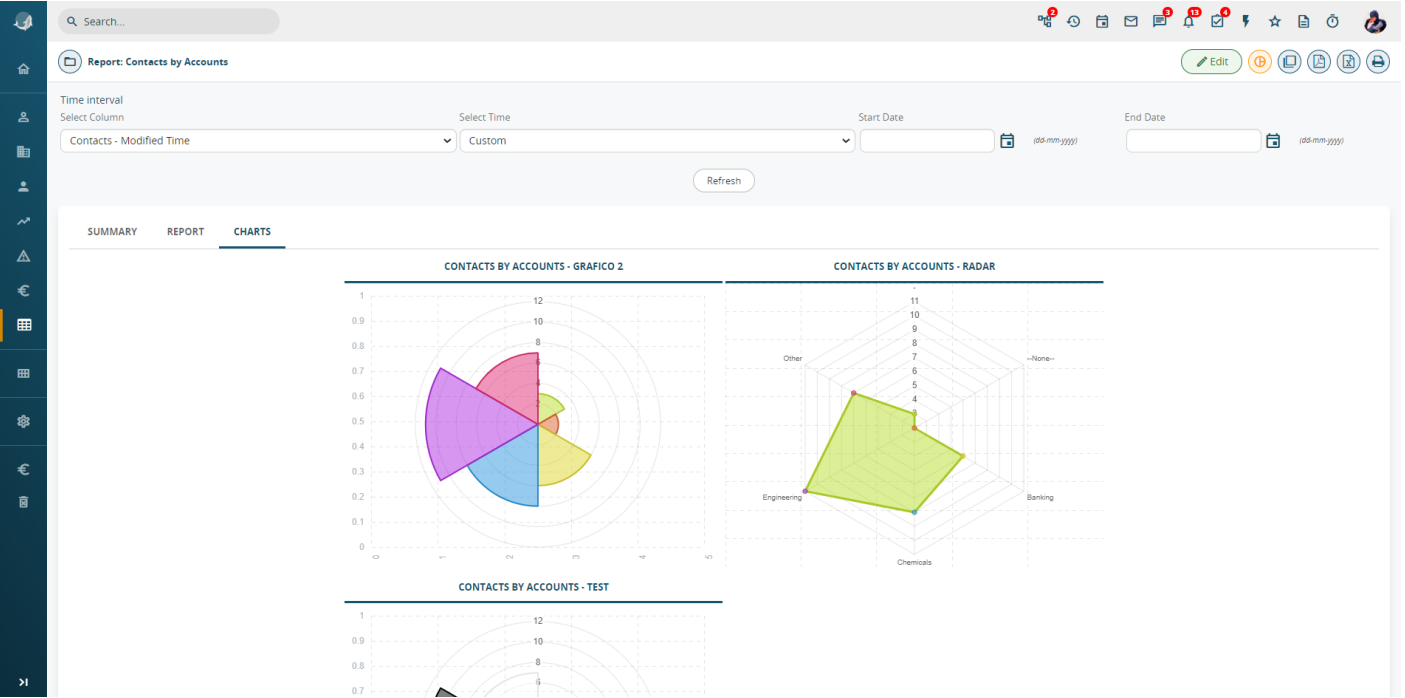 Search...
2
3
13
4
Report: Contacts by Accounts
Edit
Time interval
Select Column
Select Time
Start Date
End Date
Contacts - Modified Time
Custom
(dd-mm-yyyy)
(dd-mm-yyyy)
Refresh
SUMMARY
REPORT
CHARTS
CONTACTS BY ACCOUNTS - GRAFICO 2
1
0.9
0.8
0.7
0.6
0.5
0.4
0.3
0.2
0.1
0
0
1
2
3
4
5
12
10
8
6
4
2
CONTACTS BY ACCOUNTS - RADAR
11
10
9
8
7
6
5
4
3
--None--
Banking
Chemicals
Engineering
Other
CONTACTS BY ACCOUNTS - TEST
1
0.9
0.8
0.7
12
10
8
6